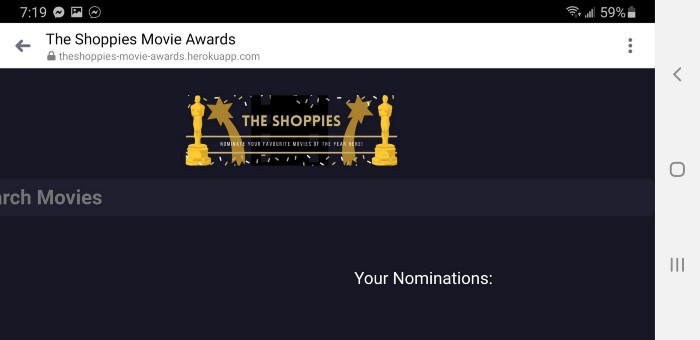 7:19
59%
The Shoppies Movie Awards
theshoppies-movie-awards.herokuapp.com
THE SHOPPIES
NOMINATE YOUR FAVOURITE MOVIES OF THE YEAR HERE!
arch Movies
Your Nominations: